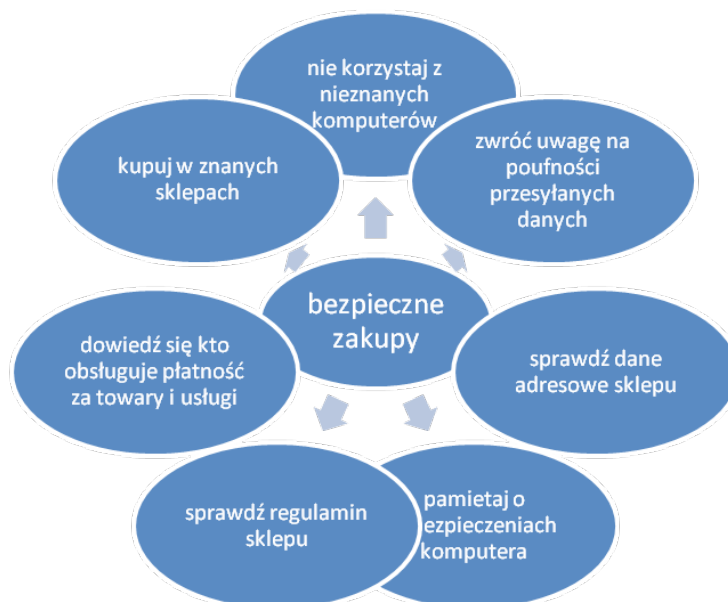 nie korzystaj z
nieznanych
komputerów
zwróć uwagę na
poufności
przesyłanych
danych
sprawdź dane
adresowe sklepu
pamietaj o
ezpieczeniach
komputera
sprawdź regulamin
sklepu
dowiedź się kto
obsługuje płatność
za towary i usługi
kupuj w znanych
sklepach
bezpieczne
zakupy